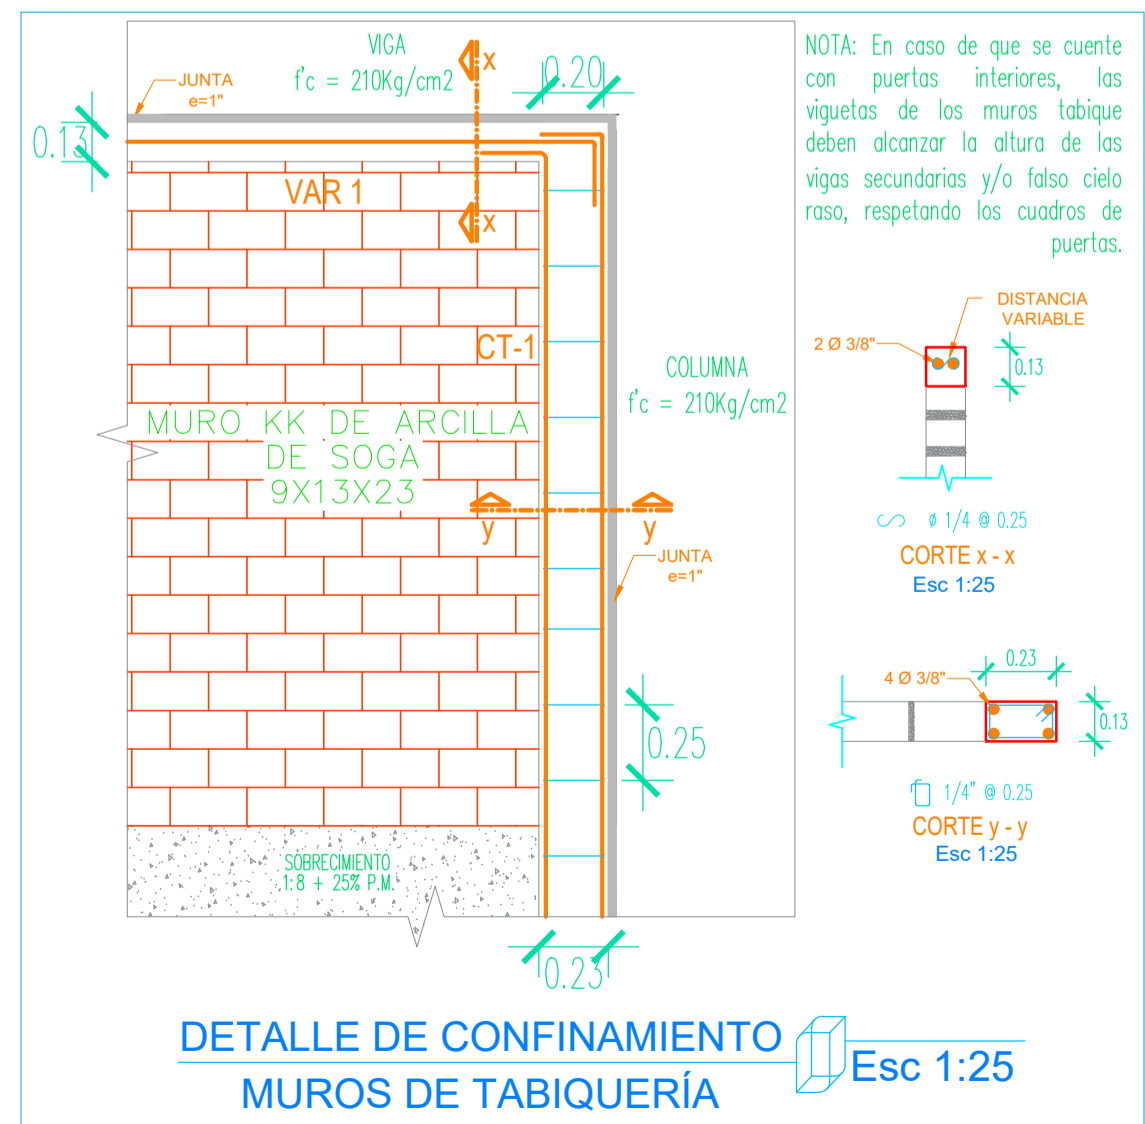 VIGA
f'c = 210Kg/cm2
JUNTA
e=1"
x
0.20
0.13
VAR 1
x
CT-1
MURO KK DE ARCILLA
DE SOGA
9X13X23
COLUMNA
f'c = 210Kg/cm2
y
y
JUNTA
e=1"
0.25
SOBRECIMIENTO
1:8 + 25% P.M.
0.23
NOTA: En caso de que se cuente
con puertas interiores, las
viguetas de los muros tabique
deben alcanzar la altura de las
vigas secundarias y/o falso cielo
raso, respetando los cuadros de
puertas.
DISTANCIA
VARIABLE
2 Ø 3/8"
0.13
ø 1/4 @ 0.25
CORTE x - x
Esc 1:25
0.23
4 Ø 3/8"
0.13
1/4" @ 0.25
CORTE y - y
Esc 1:25
DETALLE DE CONFINAMIENTO
MUROS DE TABIQUERÍA
Esc 1:25